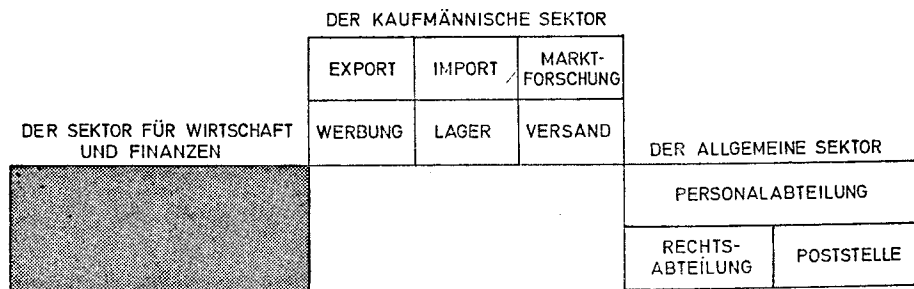 DER KAUFMÄNNISCHE SEKTOR
EXPORT
IMPORT
MARKT-
FORSCHUNG
WERBUNG
LAGER
VERSAND
DER SEKTOR FÜR WIRTSCHAFT
UND FINANZEN
DER ALLGEMEINE SEKTOR
PERSONALABTEILUNG
RECHTS-
ABTEILUNG
POSTSTELLE